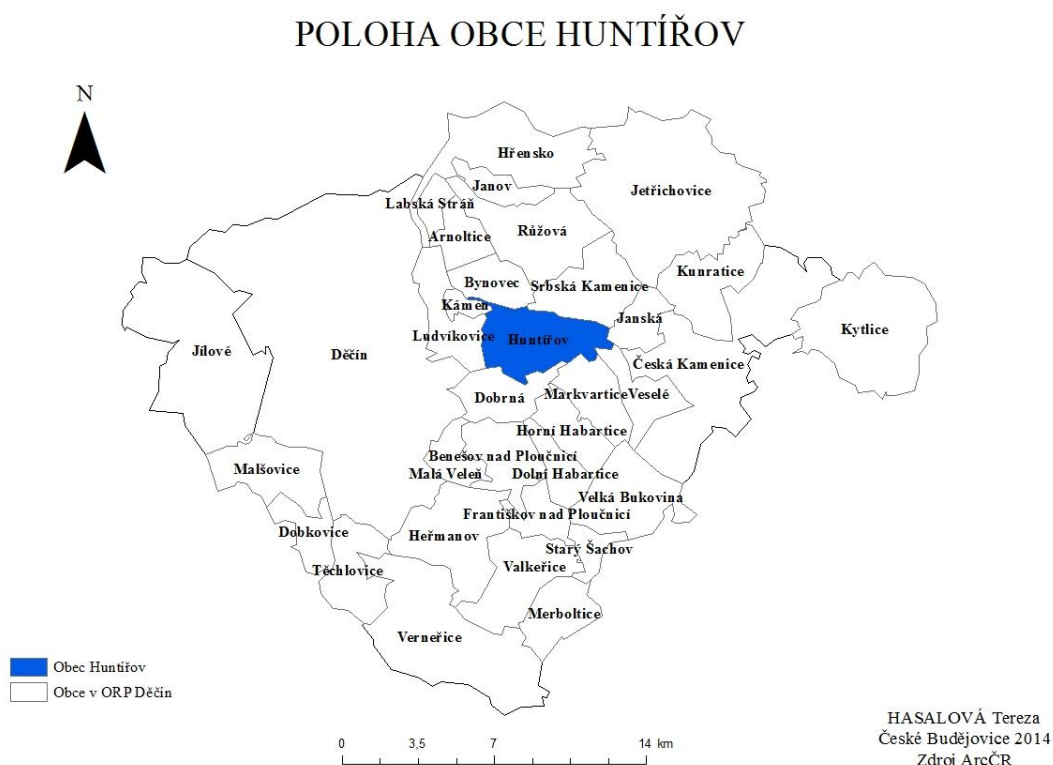 POLOHA OBCE HUNTÍŘOV
N
Hřensko
Janov
Jetřichovice
Labská Stráň
Arnoltice
Růžová
Kunratice
Bynovec
Srbská Kamenice
Kámen
Janská
Kytlice
Ludvíkovice
Huntířov
Jílové
Děčín
Česká Kamenice
Dobrná
Markvartice
Veselé
Horní Habartice
Benešov nad Ploučnicí
Malšovice
Malá Veleň
Dolní Habartice
Velká Bukovina
Františkov nad Ploučnicí
Dobkovice
Heřmanov
Starý Šachov
Těchlovice
Valkeřice
Merboltice
Verneřice
Obec Huntířov
Obce v ORP Děčín
0 3,5 7 14 km
HASALOVÁ Tereza
České Budějovice 2014
Zdroj ArcČR